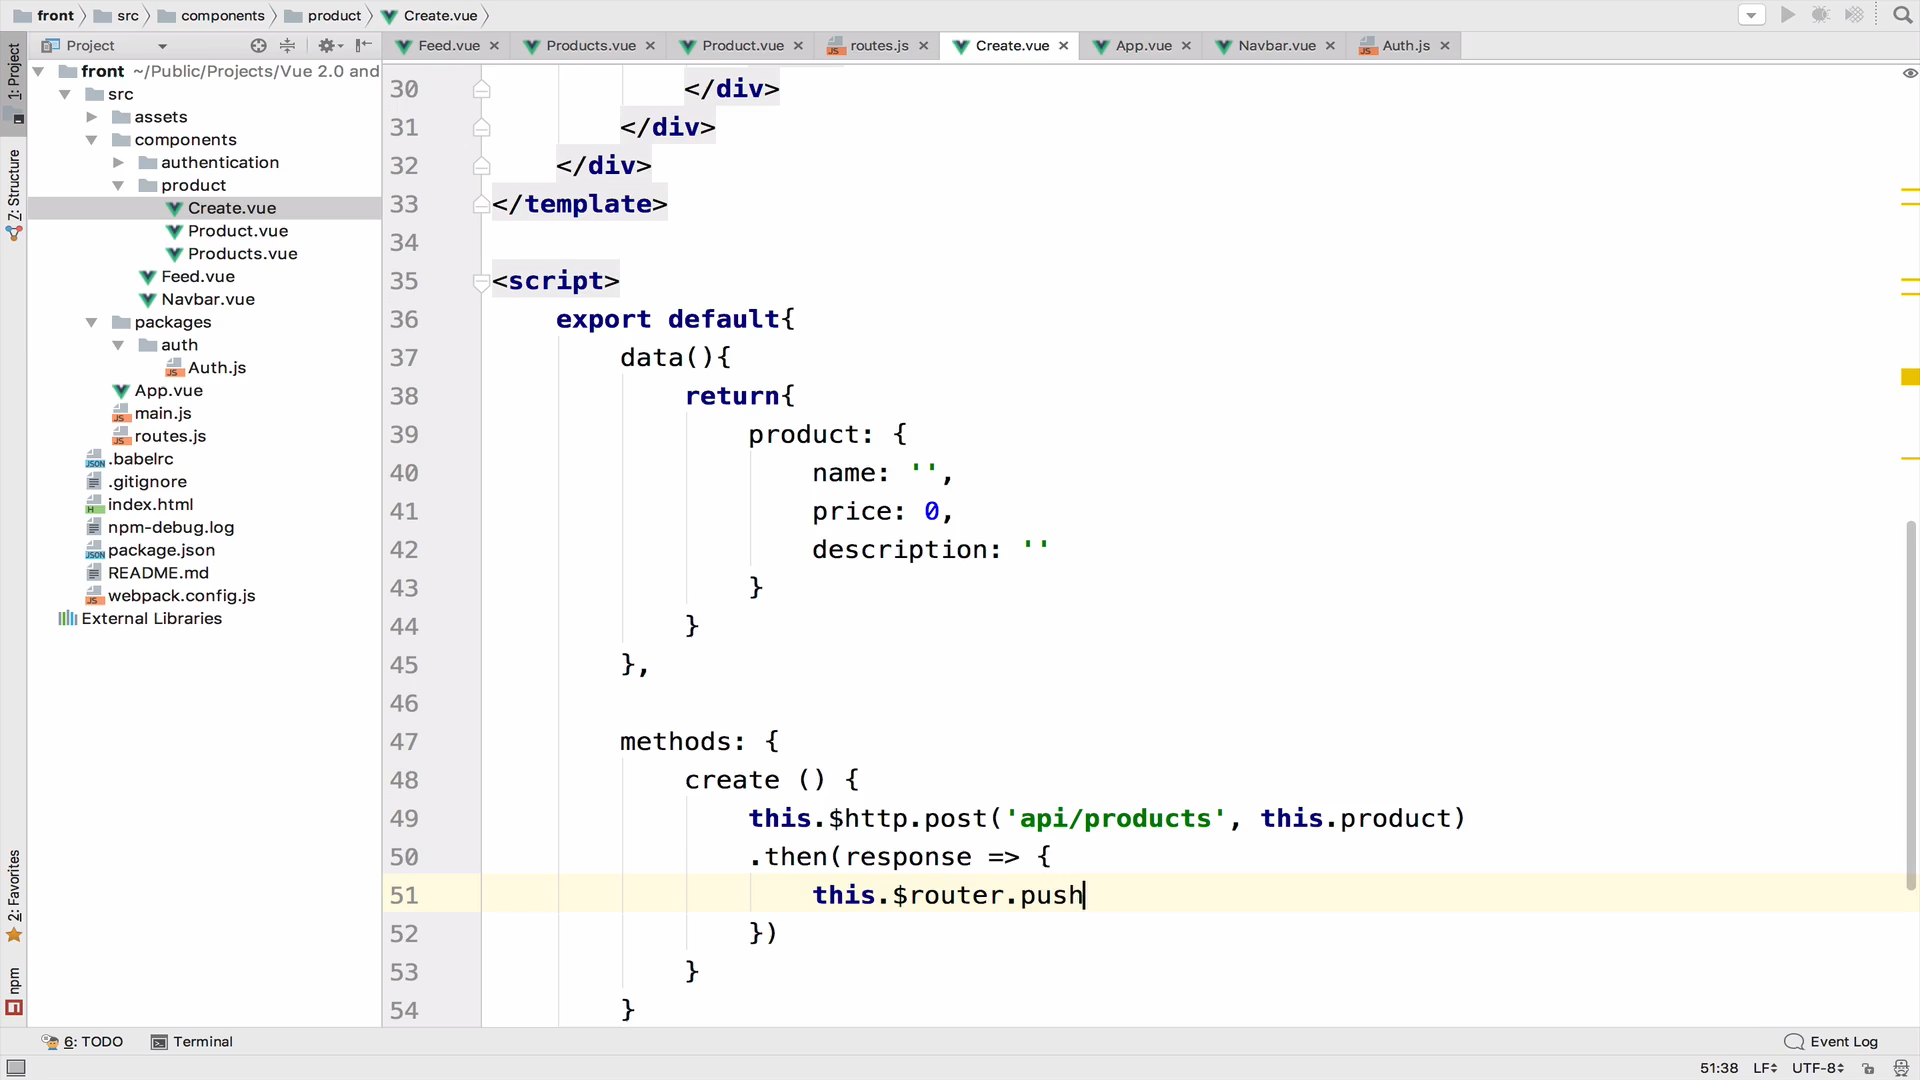 front src components product Create.vue
Project
Feed.vue Products.vue Product.vue routes.js Create.vue App.vue Navbar.vue Auth.js
1: Project
7: Structure
2: Favorites
npm
front ~/Public/Projects/Vue 2.0 and
src
assets
components
authentication
product
Create.vue
Product.vue
Products.vue
Feed.vue
Navbar.vue
packages
auth
Auth.js
App.vue
main.js
routes.js
.babelrc
.gitignore
index.html
npm-debug.log
package.json
README.md
webpack.config.js
External Libraries
30 </div>
31 </div>
32 </div>
33 </template>
34
35 <script>
36 export default{
37 data(){
38 return{
39 product: {
40 name: '',
41 price: 0,
42 description: ''
43 }
44 }
45 },
46
47 methods: {
48 create () {
49 this.$http.post('api/products', this.product)
50 .then(response => {
51 this.$router.push
52 })
53 }
54 }
6: TODO Terminal Event Log
51:38 LF UTF-8